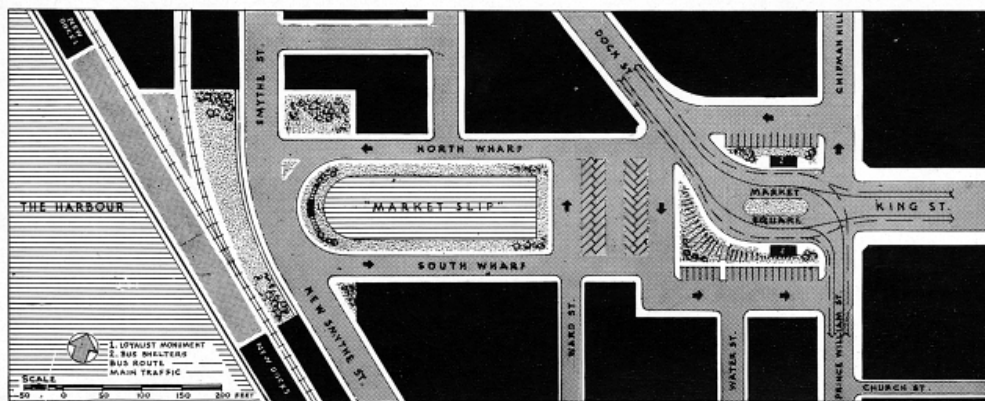 NEW DOCKS
SMYTHE ST.
DOCK ST.
CHIPMAN HILL
NORTH WHARF
THE HARBOUR
"MARKET SLIP"
MARKET
SQUARE
KING ST.
SOUTH WHARF
NEW SMYTHE ST.
WARD ST.
WATER ST.
PRINCE WILLIAM ST.
CHURCH ST.
NEW DOCKS
1. LOYALIST MONUMENT
2. BUS SHELTERS
BUS ROUTE
MAIN TRAFFIC
SCALE
50 0 50 100 150 200 FEET